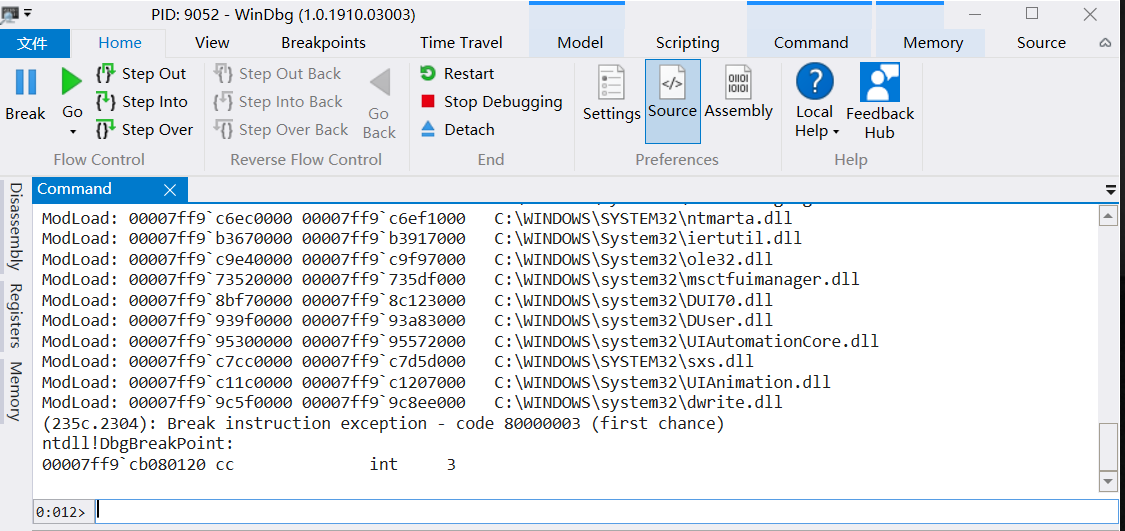 PID: 9052 - WinDbg (1.0.1910.03003)
文件 Home View Breakpoints Time Travel Model Scripting Command Memory Source
Break
Go
Step Out
Step Into
Step Over
Flow Control
Step Out Back
Step Into Back
Step Over Back
Go Back
Reverse Flow Control
Restart
Stop Debugging
Detach
End
Settings
Source
Assembly
Preferences
Local Help
Feedback Hub
Help
Disassembly
Registers
Memory
Command
ModLoad: 00007ff9`c6ec0000 00007ff9`c6ef1000   C:\WINDOWS\SYSTEM32\ntmarta.dll
ModLoad: 00007ff9`b3670000 00007ff9`b3917000   C:\WINDOWS\System32\iertutil.dll
ModLoad: 00007ff9`c9e40000 00007ff9`c9f97000   C:\WINDOWS\System32\ole32.dll
ModLoad: 00007ff9`73520000 00007ff9`735df000   C:\WINDOWS\system32\msctfuimanager.dll
ModLoad: 00007ff9`8bf70000 00007ff9`8c123000   C:\WINDOWS\system32\DUI70.dll
ModLoad: 00007ff9`939f0000 00007ff9`93a83000   C:\WINDOWS\system32\DUser.dll
ModLoad: 00007ff9`95300000 00007ff9`95572000   C:\WINDOWS\system32\UIAutomationCore.dll
ModLoad: 00007ff9`c7cc0000 00007ff9`c7d5d000   C:\WINDOWS\SYSTEM32\sxs.dll
ModLoad: 00007ff9`c11c0000 00007ff9`c1207000   C:\WINDOWS\System32\UIAnimation.dll
ModLoad: 00007ff9`9c5f0000 00007ff9`9c8ee000   C:\WINDOWS\system32\dwrite.dll
(235c.2304): Break instruction exception - code 80000003 (first chance)
ntdll!DbgBreakPoint:
00007ff9`cb080120 cc              int     3
0:012>